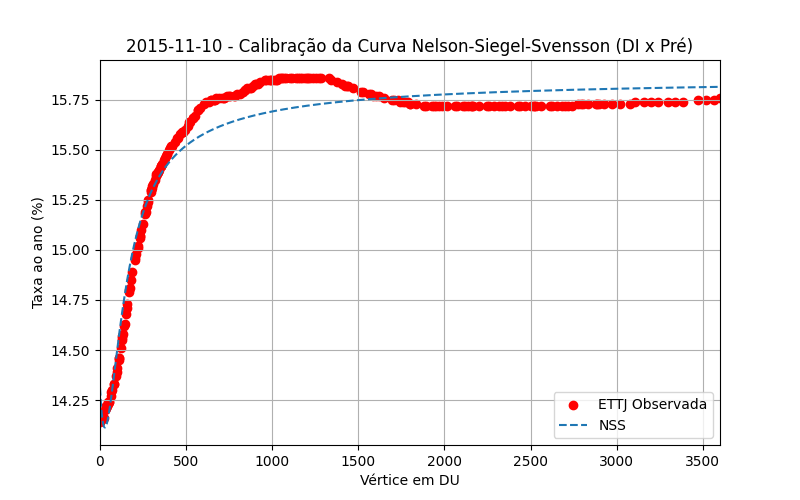 2015-11-10 - Calibração da Curva Nelson-Siegel-Svensson (DI x Pré)
Taxa ao ano (%)
15.75
15.50
15.25
15.00
14.75
14.50
14.25
0 500 1000 1500 2000 2500 3000 3500
Vértice em DU
ETTJ Observada
NSS